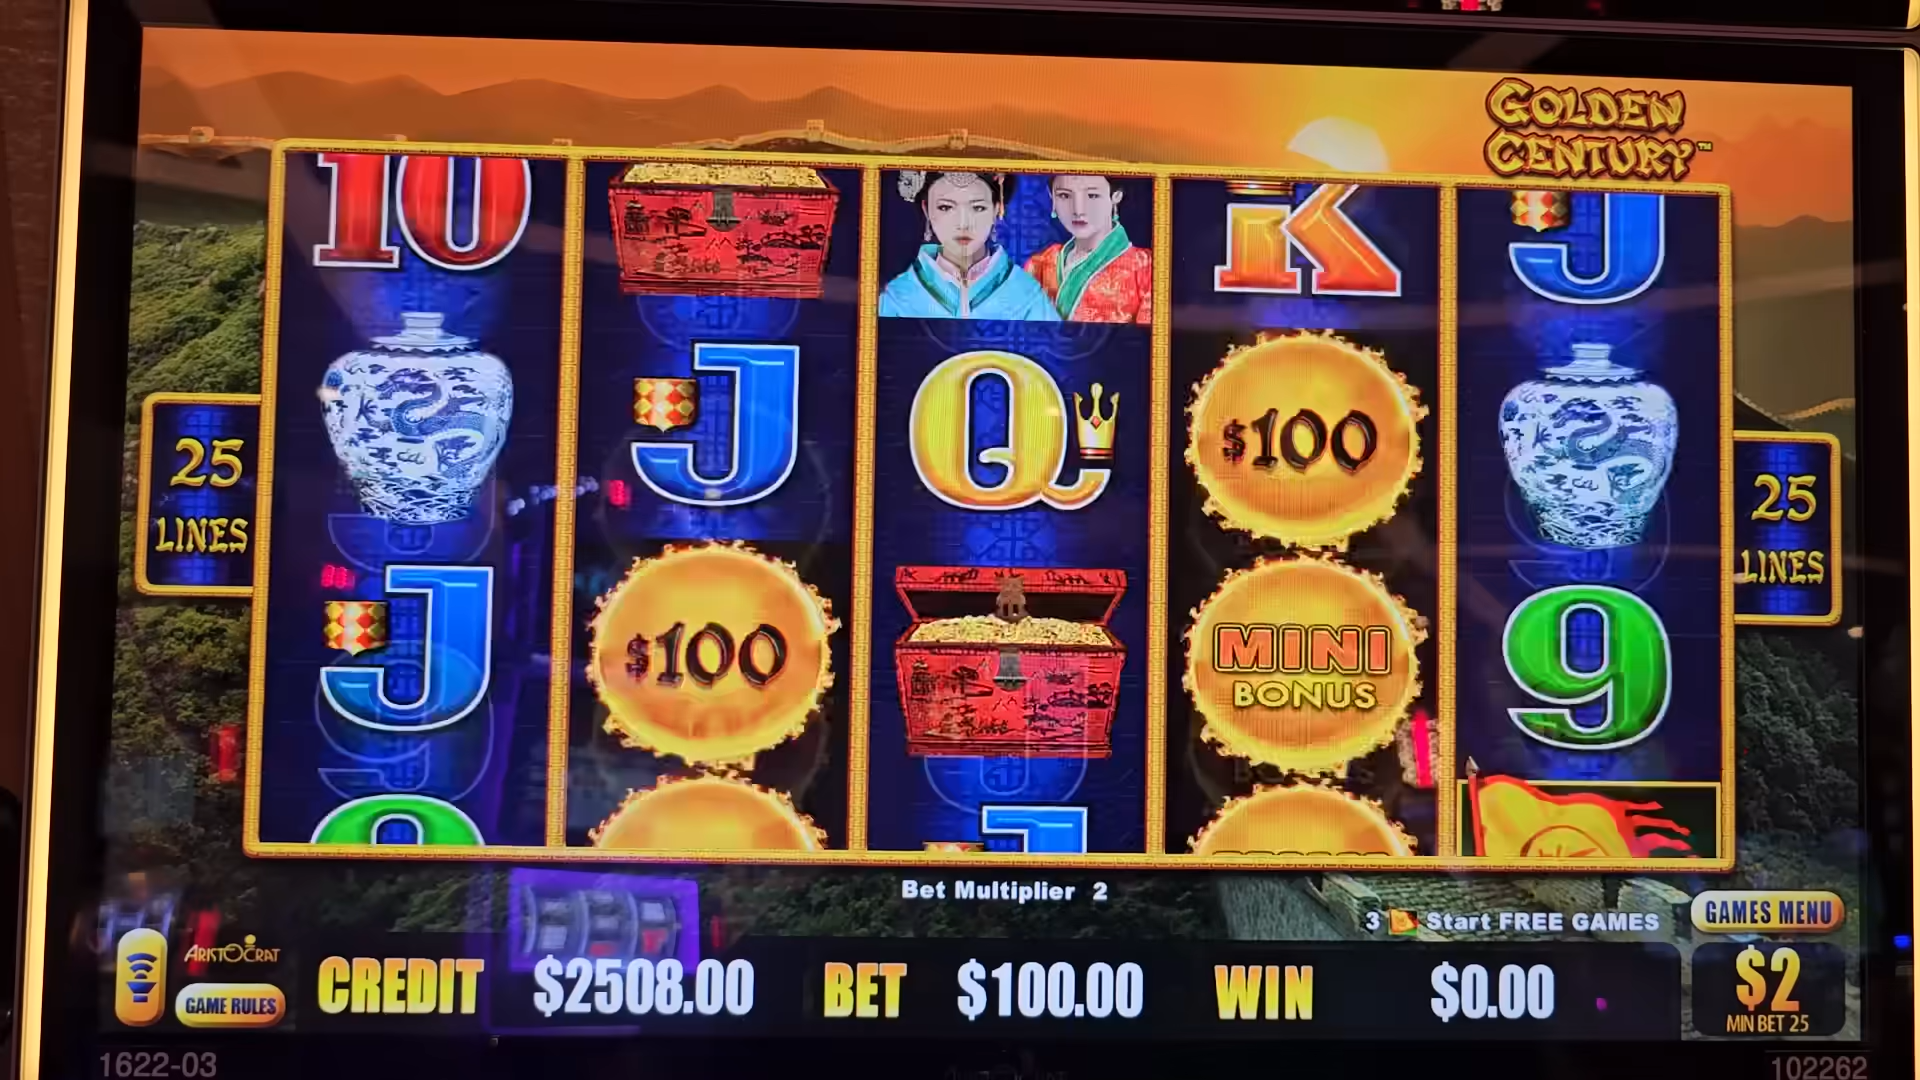 GOLDEN
CENTURY™
10
K
J
J
Q
$100
25
LINES
25
LINES
J
$100
MINI
BONUS
9
9
J
Bet Multiplier 2
3 Start FREE GAMES
GAMES MENU
ARISTOCRAT
GAME RULES
CREDIT $2508.00 BET $100.00 WIN $0.00
$2
MIN BET 25
1622-03
102262